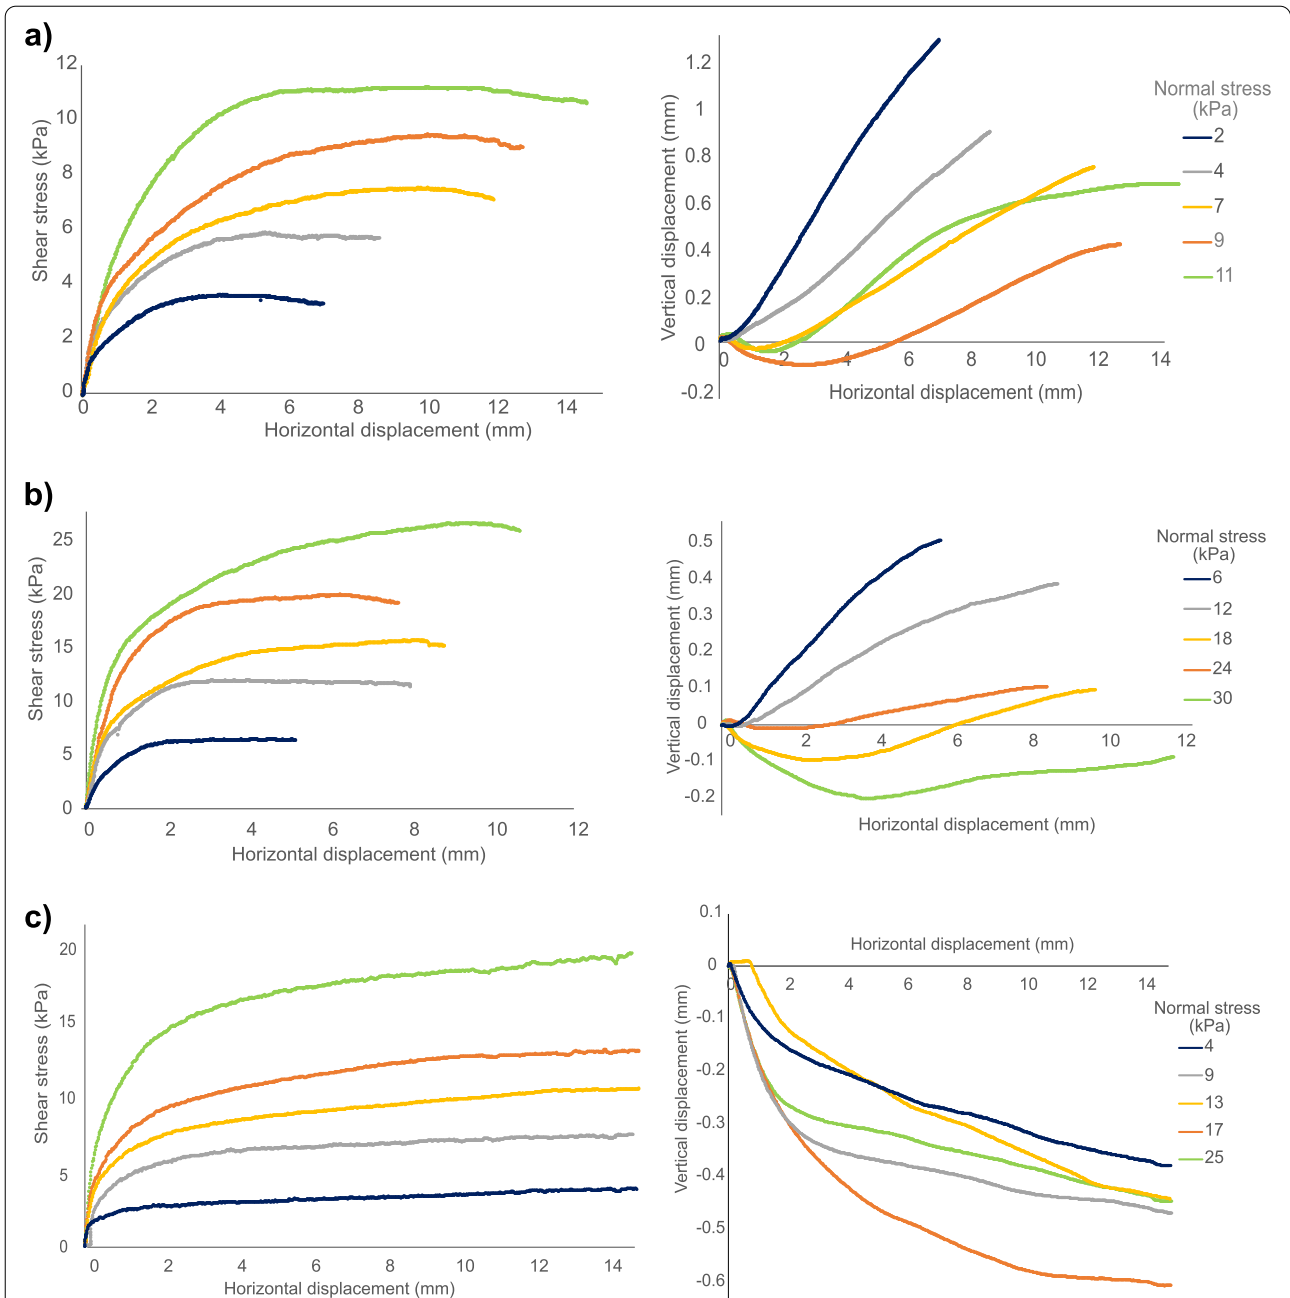 a)
12
10
8
6
4
2
0
Shear stress (kPa)
0 2 4 6 8 10 12 14
Horizontal displacement (mm)
1.2
1
0.8
0.6
0.4
0.2
0
-0.2
Vertical displacement (mm)
0 2 4 6 8 10 12 14
Horizontal displacement (mm)
Normal stress
(kPa)
2
4
7
9
11
b)
25
20
15
10
5
0
Shear stress (kPa)
0 2 4 6 8 10 12
Horizontal displacement (mm)
0.5
0.4
0.3
0.2
0.1
0
-0.1
-0.2
Vertical displacement (mm)
0 2 4 6 8 10 12
Horizontal displacement (mm)
Normal stress
(kPa)
6
12
18
24
30
c)
20
15
10
5
0
Shear stress (kPa)
0 2 4 6 8 10 12 14
Horizontal displacement (mm)
0.1
0
-0.1
-0.2
-0.3
-0.4
-0.5
-0.6
Vertical displacement (mm)
Horizontal displacement (mm)
0 2 4 6 8 10 12 14
Normal stress
(kPa)
4
9
13
17
25